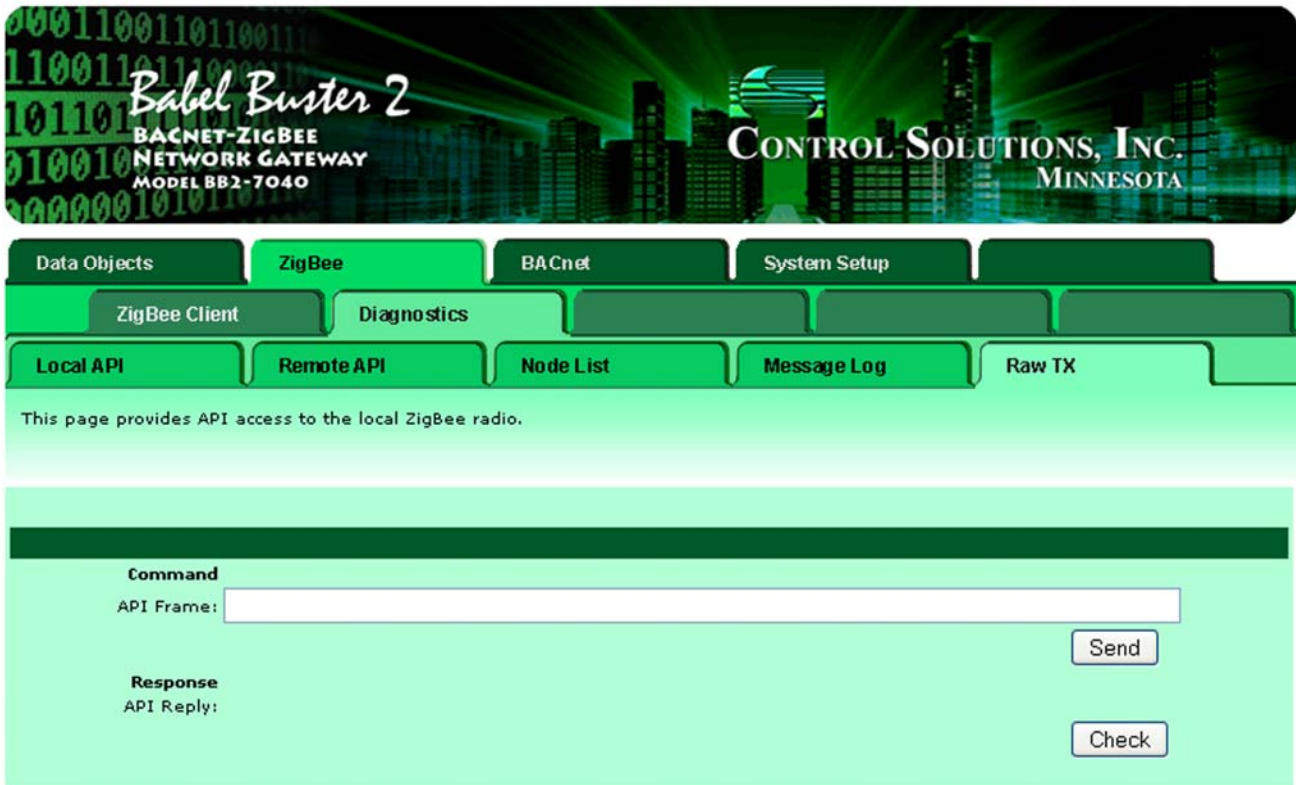 Babel Buster 2
BACNET-ZIGBEE
NETWORK GATEWAY
MODEL BB2-7040
CONTROL SOLUTIONS, INC.
MINNESOTA
Data Objects
ZigBee
BACnet
System Setup
ZigBee Client
Diagnostics
Local API
Remote API
Node List
Message Log
Raw TX
This page provides API access to the local ZigBee radio.
Command
API Frame:
Send
Response
API Reply:
Check